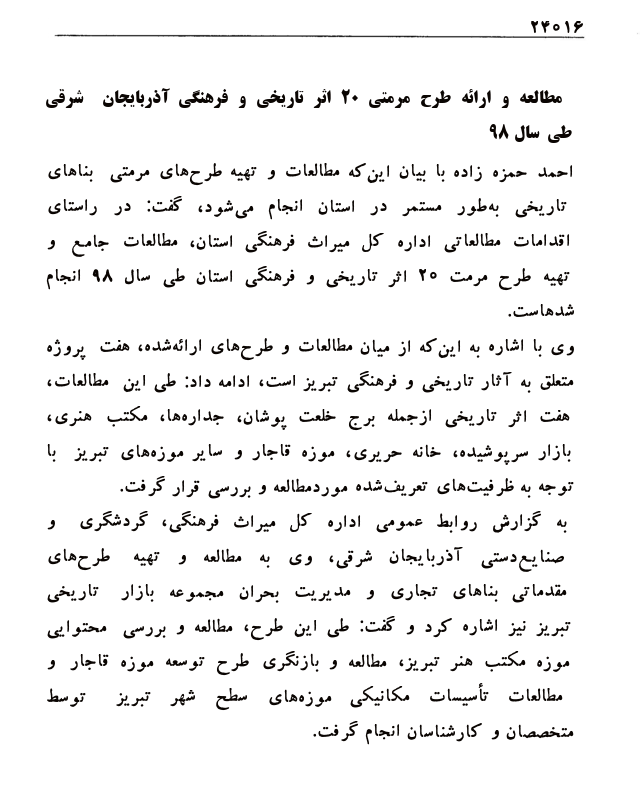 ۲۴۰۱۶
مطالعه و ارائه طرح مرمتی ۲۰ اثر تاریخی و فرهنگی آذربایجان شرقی
طی سال ۹۸
احمد حمزه زاده با بیان این‌که مطالعات و تهیه طرح‌های مرمتی بناهای
تاریخی به‌طور مستمر در استان انجام می‌شود، گفت: در راستای
اقدامات مطالعاتی اداره کل میراث فرهنگی استان، مطالعات جامع و
تهیه طرح مرمت ۲۰ اثر تاریخی و فرهنگی استان طی سال ۹۸ انجام
شدهاست.
وی با اشاره به این‌که از میان مطالعات و طرح‌های ارائه‌شده، هفت پروژه
متعلق به آثار تاریخی و فرهنگی تبریز است، ادامه داد: طی این مطالعات،
هفت اثر تاریخی ازجمله برج خلعت پوشان، جداره‌ها، مکتب هنری،
بازار سرپوشیده، خانه حریری، موزه قاجار و سایر موزه‌های تبریز با
توجه به ظرفیت‌های تعریف‌شده موردمطالعه و بررسی قرار گرفت.
به گزارش روابط عمومی اداره کل میراث فرهنگی، گردشگری و
صنایع‌دستی آذربایجان شرقی، وی به مطالعه و تهیه طرح‌های
مقدماتی بناهای تجاری و مدیریت بحران مجموعه بازار تاریخی
تبریز نیز اشاره کرد و گفت: طی این طرح، مطالعه و بررسی محتوایی
موزه مکتب هنر تبریز، مطالعه و بازنگری طرح توسعه موزه قاجار و
مطالعات تأسیسات مکانیکی موزه‌های سطح شهر تبریز توسط
متخصصان و کارشناسان انجام گرفت.